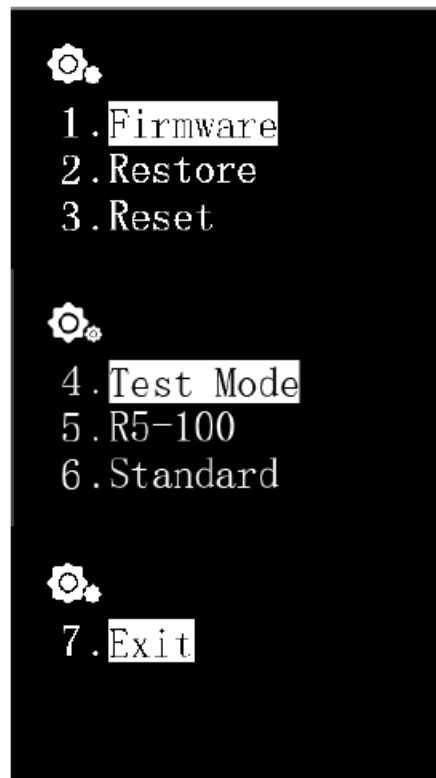 1.Firmware
2.Restore
3.Reset
4.Test Mode
5.R5-100
6.Standard
7.Exit